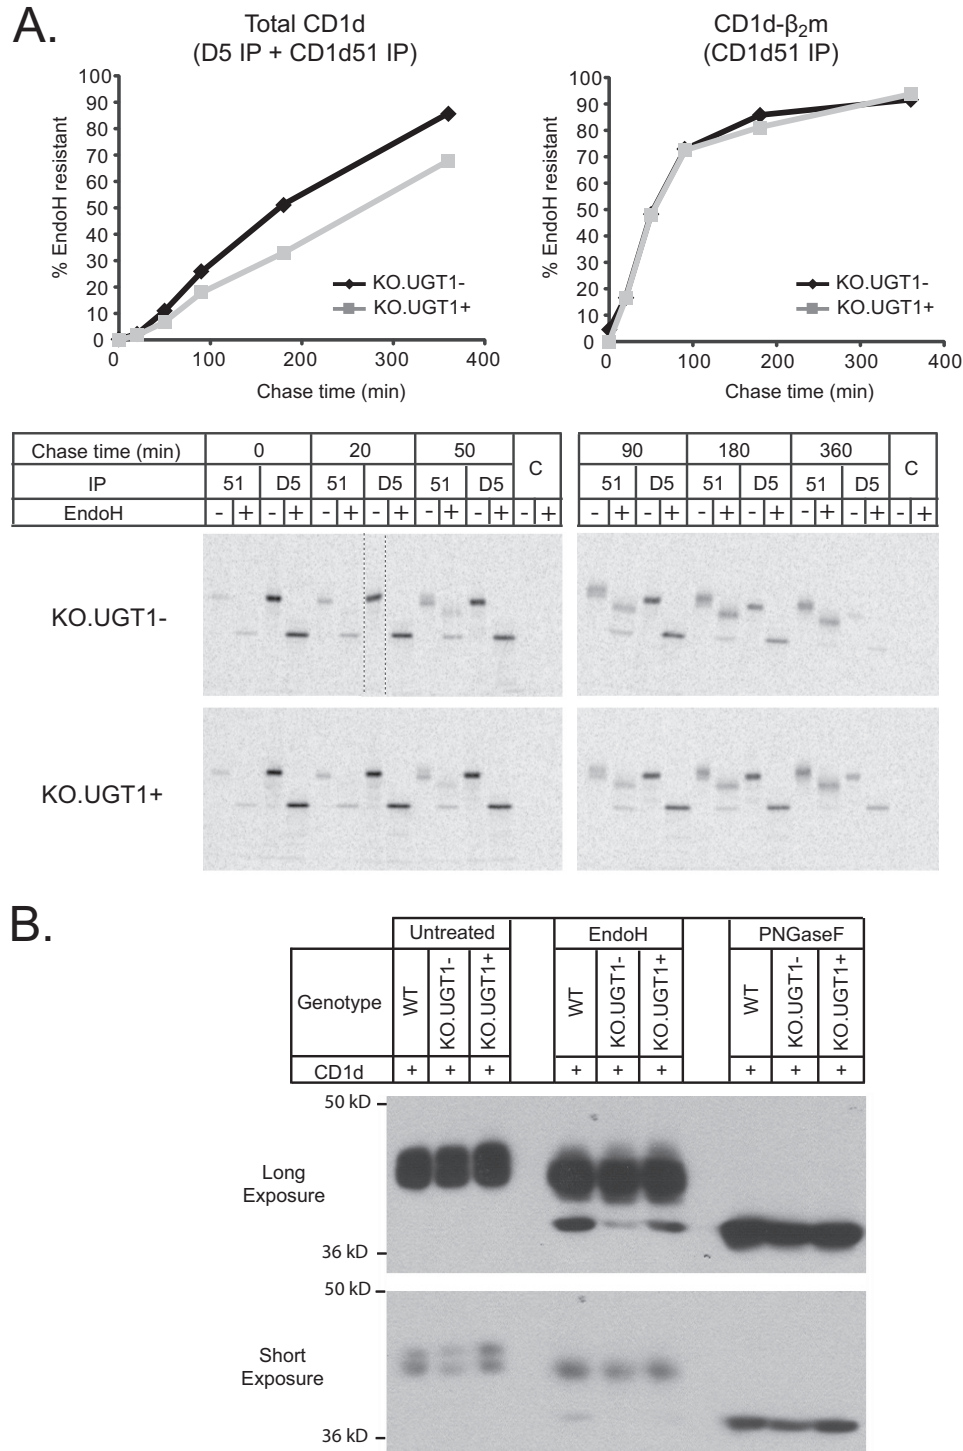 A.
Total CD1d
(D5 IP + CD1d51 IP)
100
90
80
70
60
50
40
30
20
10
0
% EndoH resistant
KO.UGT1-
KO.UGT1+
0 100 200 300 400
Chase time (min)
CD1d-β₂m
(CD1d51 IP)
100
90
80
70
60
50
40
30
20
10
0
% EndoH resistant
KO.UGT1-
KO.UGT1+
0 100 200 300 400
Chase time (min)
Chase time (min) 0 20 50 C
IP 51 D5 51 D5 51 D5
EndoH - + - + - + - + - + - + - +
90 180 360 C
51 D5 51 D5 51 D5
- + - + - + - + - + - + - +
KO.UGT1-
KO.UGT1+
B.
Untreated EndoH PNGaseF
Genotype WT KO.UGT1- KO.UGT1+ WT KO.UGT1- KO.UGT1+ WT KO.UGT1- KO.UGT1+
CD1d + + + + + + + + +
50 kD
Long
Exposure
36 kD
50 kD
Short
Exposure
36 kD